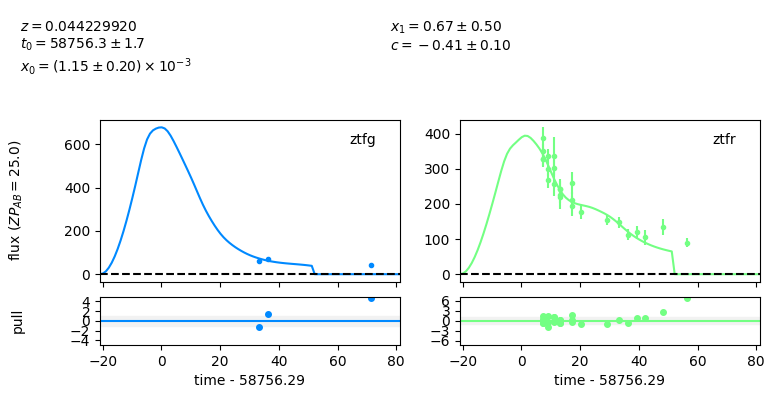 z = 0.044229920
t₀ = 58756.3 ± 1.7
x₀ = (1.15 ± 0.20) × 10⁻³
x₁ = 0.67 ± 0.50
c = −0.41 ± 0.10
flux (ZP_AB = 25.0)
600
400
200
0
ztfg
400
300
200
100
0
ztfr
pull
4
2
0
−2
−4
−20 0 20 40 60 80
time - 58756.29
6
3
0
−3
−6
−20 0 20 40 60 80
time - 58756.29